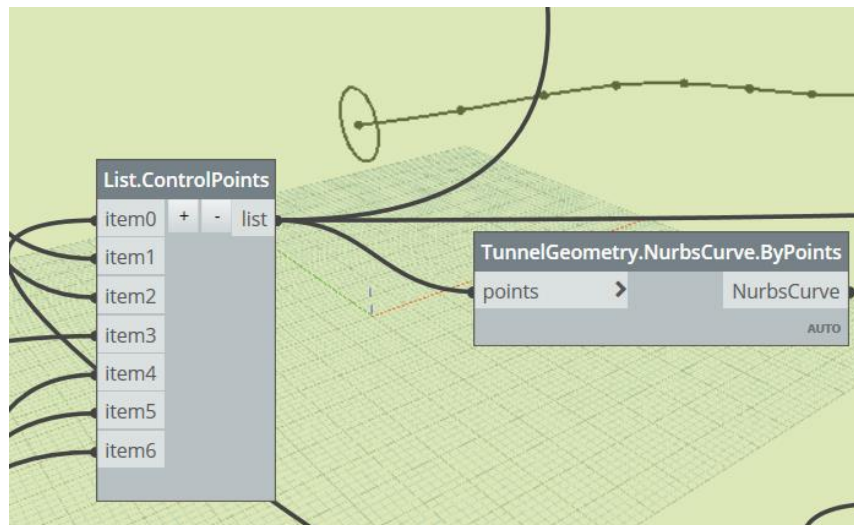 List.ControlPoints
item0 + - list
item1
item2
item3
item4
item5
item6
TunnelGeometry.NurbsCurve.ByPoints
points > NurbsCurve
AUTO